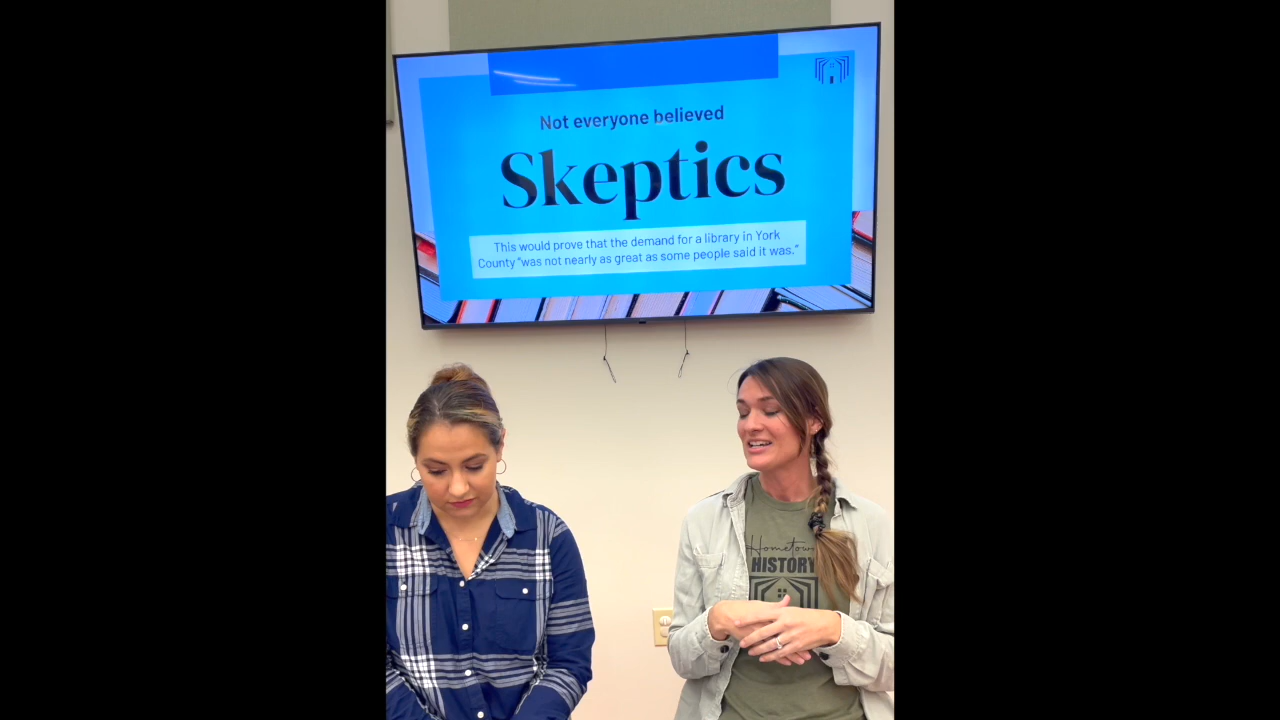 Not everyone believed
Skeptics
This would prove that the demand for a library in York
County "was not nearly as great as some people said it was."
Hometown
HISTORY